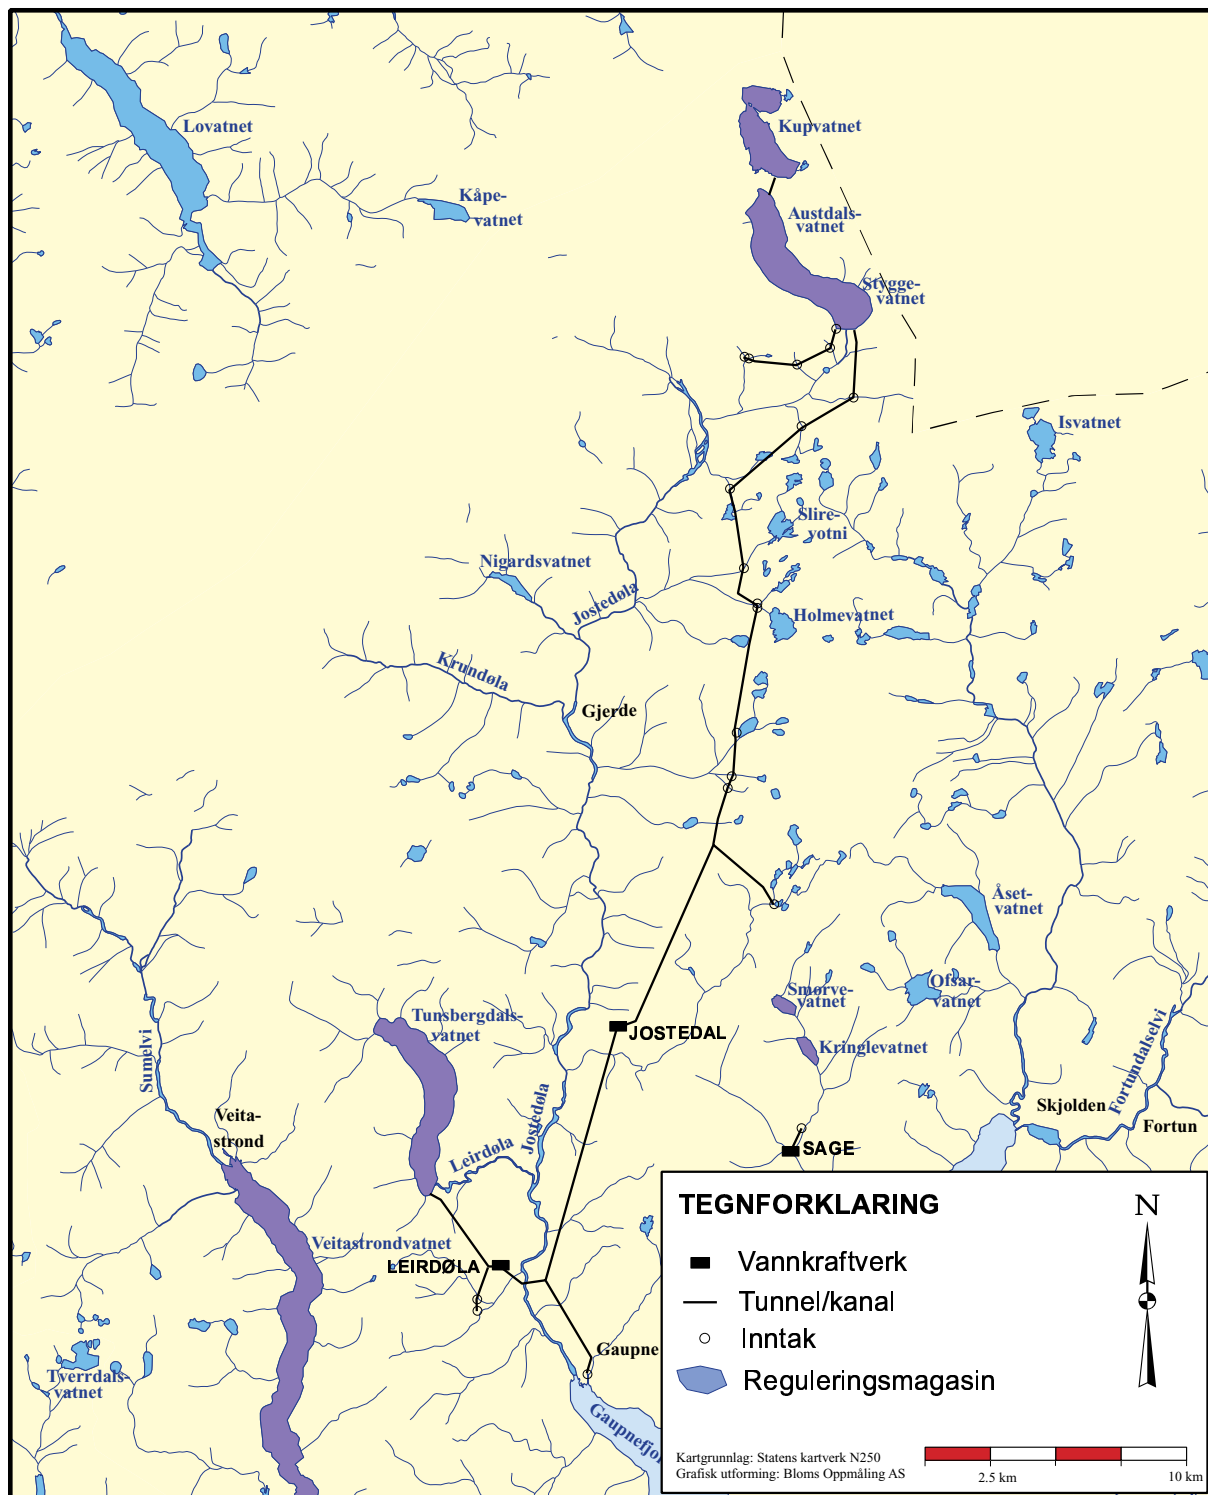 Lovatnet
Kupvatnet
Kåpe-
vatnet
Austdals-
vatnet
Stygge-
vatnet
Isvatnet
Slire-
votni
Nigardsvatnet
Jostedøla
Holmevatnet
Krundøla
Gjerde
Åset-
vatnet
Ofsar-
vatnet
Smørve-
vatnet
Tunsbergdals-
vatnet
JOSTEDAL
Kringlevatnet
Sumelvi
Fortundalselvi
Veita-
strond
Jostedøla
Skjolden
Fortun
Leirdøla
SAGE
Veitastrondvatnet
LEIRDØLA
Gaupne
Tverrdals-
vatnet
Gaupnefjor
TEGNFORKLARING
N
Vannkraftverk
Tunnel/kanal
Inntak
Reguleringsmagasin
Kartgrunnlag: Statens kartverk N250
Grafisk utforming: Bloms Oppmåling AS
2.5 km
10 km